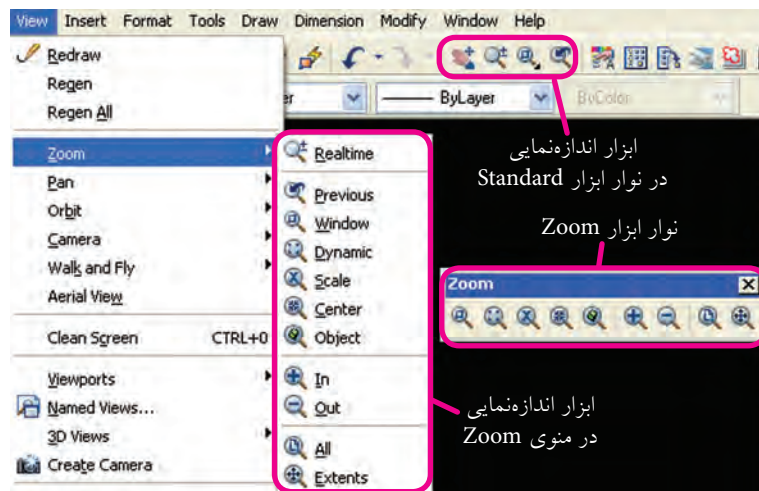 View Insert Format Tools Draw Dimension Modify Window Help
Redraw
Regen
Regen All
er ByLayer ByColor
Zoom
Pan
Orbit
Camera
Walk and Fly
Aerial View
Clean Screen CTRL+0
Viewports
Named Views...
3D Views
Create Camera
Realtime
Previous
Window
Dynamic
Scale
Center
Object
In
Out
All
Extents
ابزار اندازه‌نمایی
در نوار ابزار Standard
نوار ابزار Zoom
Zoom
ابزار اندازه‌نمایی
در منوی Zoom